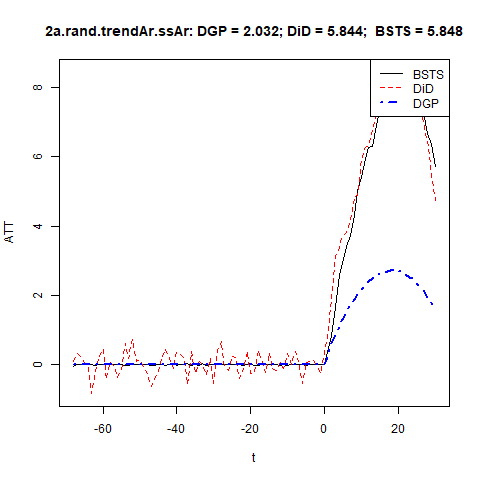 2a.rand.trendAr.ssAr: DGP = 2.032; DiD = 5.844;  BSTS = 5.848
BSTS
DiD
DGP
8
6
4
2
0
ATT
-60
-40
-20
0
20
t